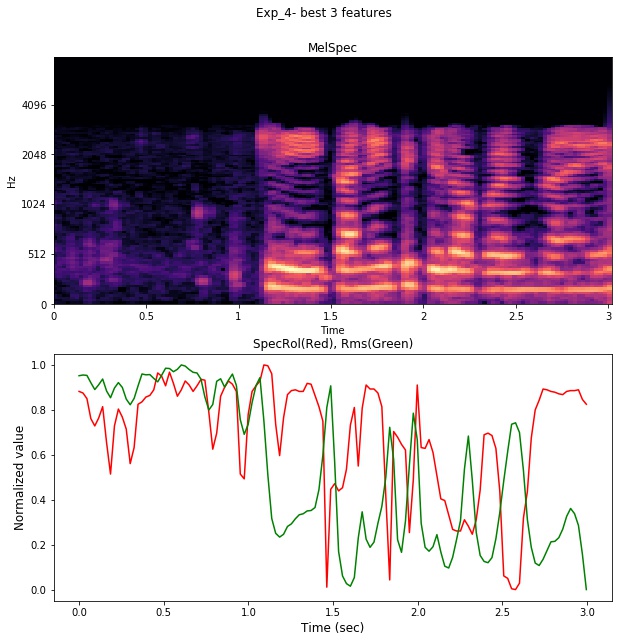 Exp_4- best 3 features
MelSpec
Hz
4096
2048
1024
512
0
0 0.5 1 1.5 2 2.5 3
Time
SpecRol(Red), Rms(Green)
Normalized value
1.0
0.8
0.6
0.4
0.2
0.0
0.0 0.5 1.0 1.5 2.0 2.5 3.0
Time (sec)